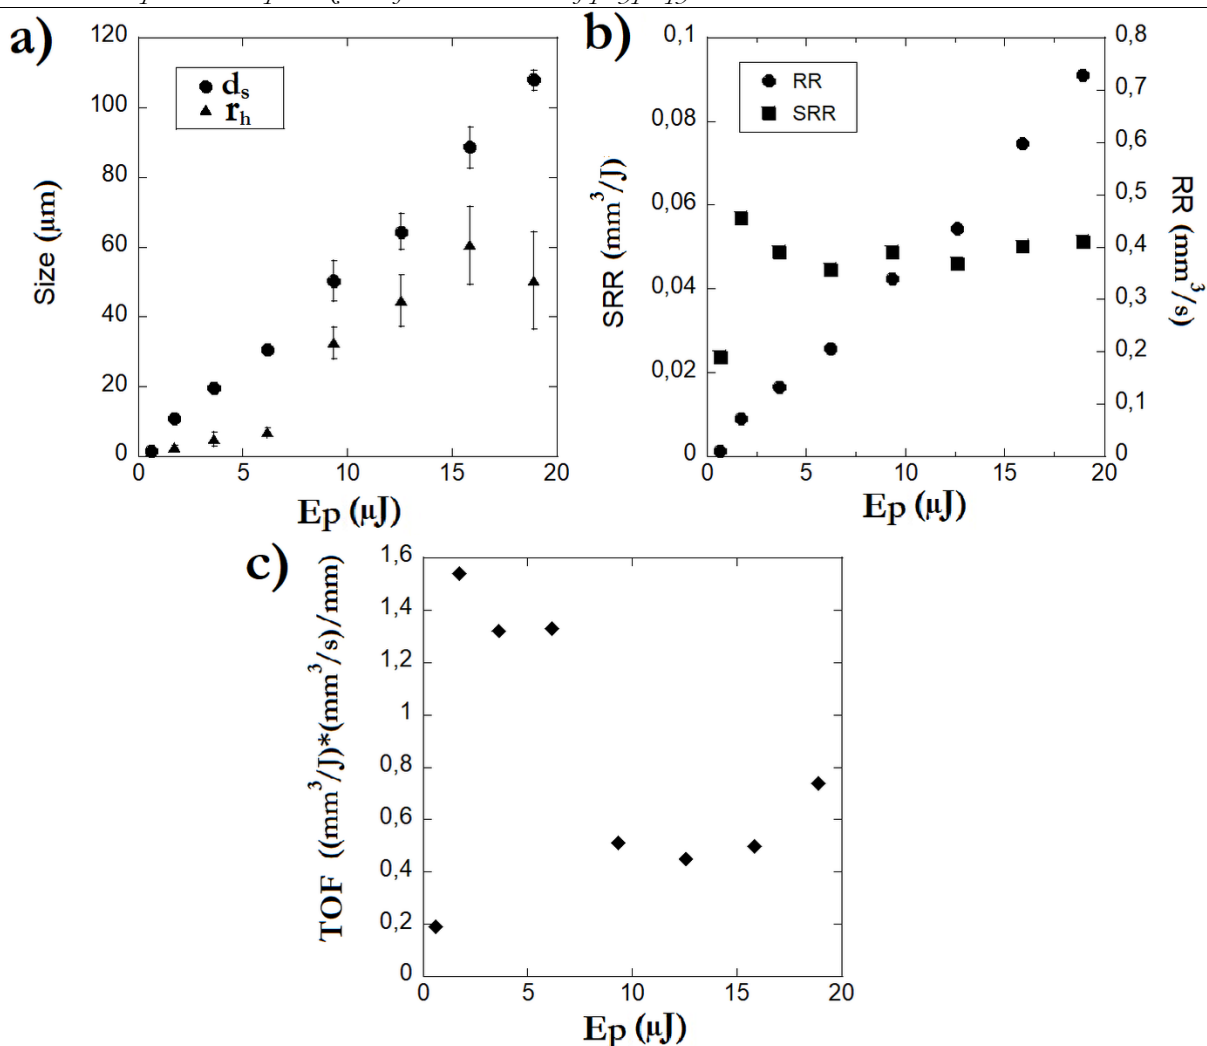 a)
120
100
80
60
40
20
0
Size (μm)
ds
rh
0 5 10 15 20
Ep (μJ)
b)
0,1
0,08
0,06
0,04
0,02
0
SRR (mm³/J)
RR
SRR
0,8
0,7
0,6
0,5
0,4
0,3
0,2
0,1
0
RR (mm³/s)
0 5 10 15 20
Ep (μJ)
c)
1,6
1,4
1,2
1
0,8
0,6
0,4
0,2
0
TOF ((mm³/J)*(mm³/s)/mm)
0 5 10 15 20
Ep (μJ)